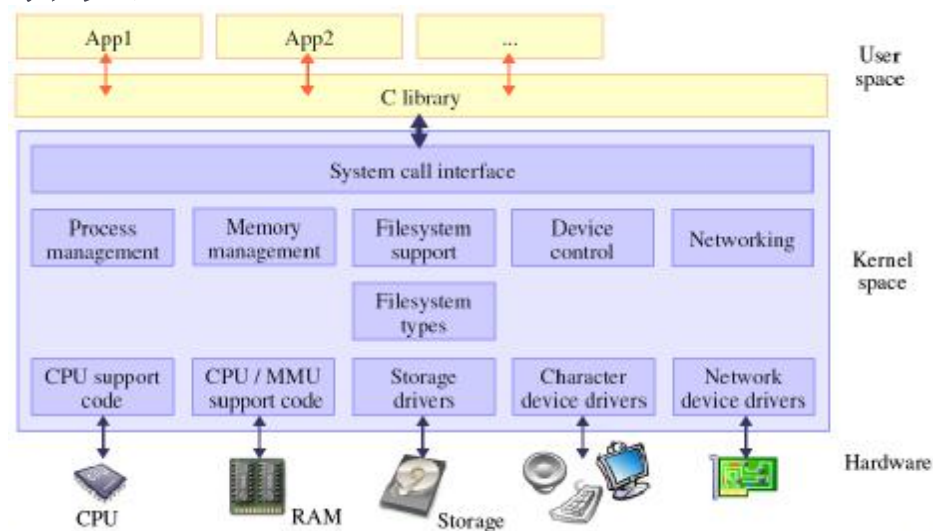 App1
App2
...
User
space
C library
System call interface
Process
management
Memory
management
Filesystem
support
Device
control
Networking
Kernel
space
Filesystem
types
CPU support
code
CPU / MMU
support code
Storage
drivers
Character
device drivers
Network
device drivers
Hardware
CPU
RAM
Storage